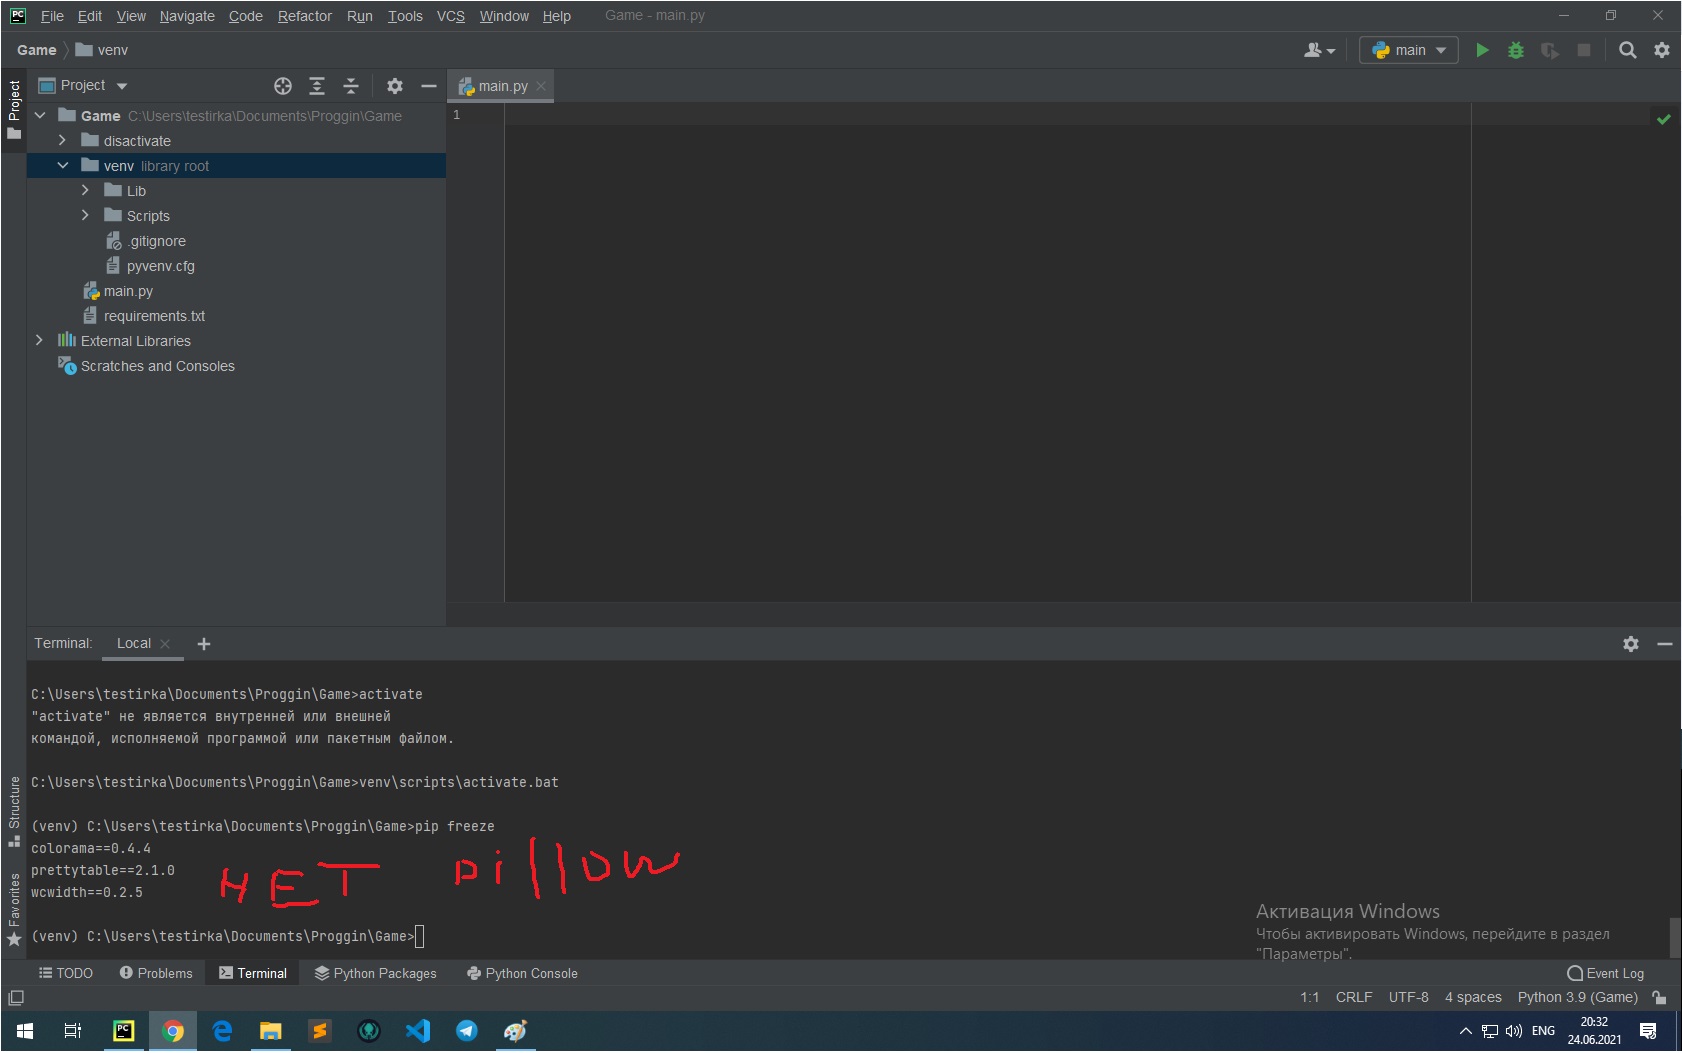 File Edit View Navigate Code Refactor Run Tools VCS Window Help Game - main.py
Game venv main
Project main.py
Project
Game C:\Users\testirka\Documents\Proggin\Game
1
disactivate
venv library root
Lib
Scripts
.gitignore
pyvenv.cfg
main.py
requirements.txt
External Libraries
Scratches and Consoles
Terminal: Local
C:\Users\testirka\Documents\Proggin\Game>activate
"activate" не является внутренней или внешней
командой, исполняемой программой или пакетным файлом.
C:\Users\testirka\Documents\Proggin\Game>venv\scripts\activate.bat
Structure
(venv) C:\Users\testirka\Documents\Proggin\Game>pip freeze
colorama==0.4.4
prettytable==2.1.0
wcwidth==0.2.5
НЕТ pillow
Favorites
(venv) C:\Users\testirka\Documents\Proggin\Game>
Активация Windows
Чтобы активировать Windows, перейдите в раздел
"Параметры".
TODO Problems Terminal Python Packages Python Console Event Log
1:1 CRLF UTF-8 4 spaces Python 3.9 (Game)
ENG 20:32
24.06.2021